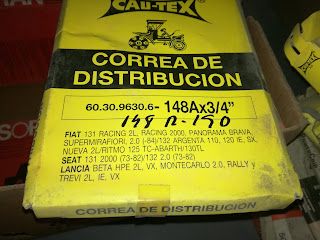 CAU-TEX
CORREA DE
DISTRIBUCION
60.30.9630.6- 148Ax3/4"
148 R-190
FIAT 131 RACING 2L, RACING 2000, PANORAMA BRAVA,
SUPERMIRAFIORI, 2.0 (-84)/132 ARGENTA 110, 120 IE, SX,
NUEVA 2L/RITMO 125 TC-ABARTH/130TL
SEAT 131 2000 (73-82)/132 2.0 (73-82)
LANCIA BETA HPE 2L, VX, MONTECARLO 2.0, RALLY y
TREVI 2L, IE, VX
CORREA DE DISTRIBUCION